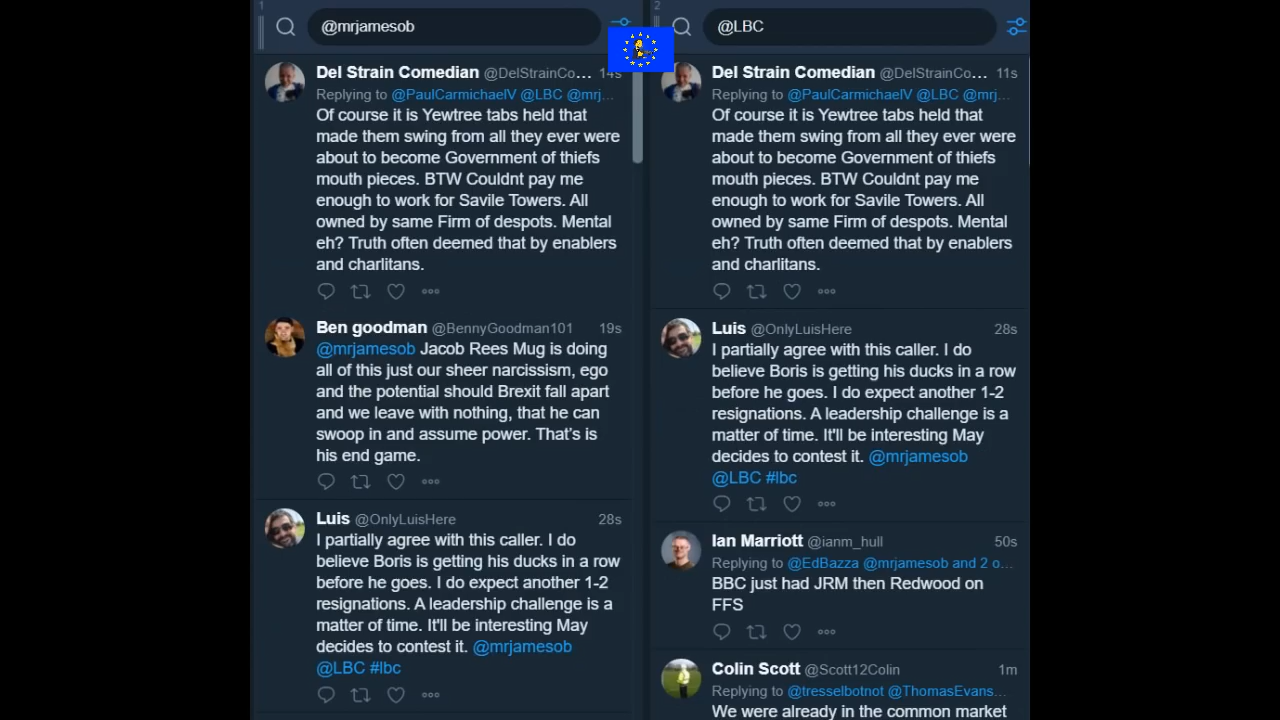 1
@mrjamesob
Del Strain Comedian @DelStrainCo... 14s
Replying to @PaulCarmichaelV @LBC @mrj...
Of course it is Yewtree tabs held that
made them swing from all they ever were
about to become Government of thiefs
mouth pieces. BTW Couldnt pay me
enough to work for Savile Towers. All
owned by same Firm of despots. Mental
eh? Truth often deemed that by enablers
and charlitans.
Ben goodman @BennyGoodman101 19s
@mrjamesob Jacob Rees Mug is doing
all of this just our sheer narcissism, ego
and the potential should Brexit fall apart
and we leave with nothing, that he can
swoop in and assume power. That's is
his end game.
Luis @OnlyLuisHere 28s
I partially agree with this caller. I do
believe Boris is getting his ducks in a row
before he goes. I do expect another 1-2
resignations. A leadership challenge is a
matter of time. It'll be interesting May
decides to contest it. @mrjamesob
@LBC #lbc
2
@LBC
Del Strain Comedian @DelStrainCo... 11s
Replying to @PaulCarmichaelV @LBC @mrj...
Of course it is Yewtree tabs held that
made them swing from all they ever were
about to become Government of thiefs
mouth pieces. BTW Couldnt pay me
enough to work for Savile Towers. All
owned by same Firm of despots. Mental
eh? Truth often deemed that by enablers
and charlitans.
Luis @OnlyLuisHere 28s
I partially agree with this caller. I do
believe Boris is getting his ducks in a row
before he goes. I do expect another 1-2
resignations. A leadership challenge is a
matter of time. It'll be interesting May
decides to contest it. @mrjamesob
@LBC #lbc
Ian Marriott @ianm_hull 50s
Replying to @EdBazza @mrjamesob and 2 o...
BBC just had JRM then Redwood on
FFS
Colin Scott @Scott12Colin 1m
Replying to @tresselbotnot @ThomasEvans...
We were already in the common market